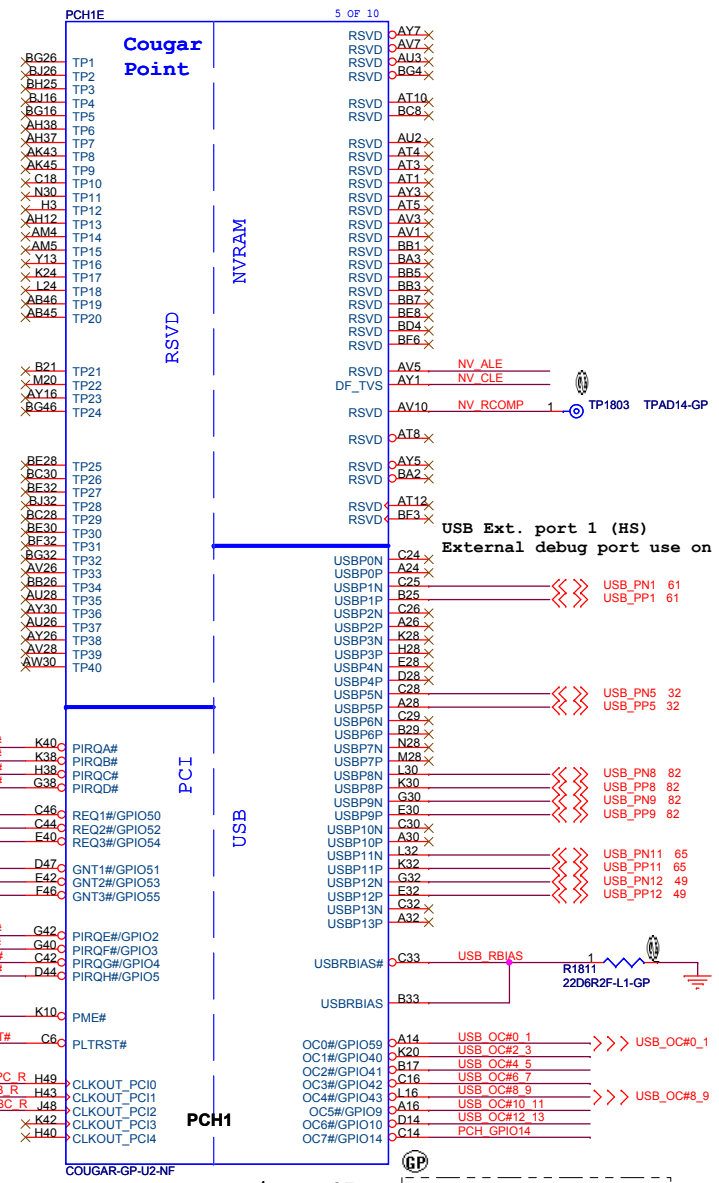 PCH1E 5 OF 10
Cougar
Point
RSVD AY7
RSVD AV7
RSVD AU3
RSVD BG4
BG26 TP1
BJ26 TP2
BH25 TP3
BJ16 TP4 RSVD AT10
BG16 TP5 RSVD BC8
AH38 TP6
AH37 TP7 RSVD AU2
AK43 TP8 RSVD AT4
AK45 TP9 RSVD AT3
C18 TP10 RSVD AT1
N30 TP11 RSVD AY3
H3 TP12 RSVD AT5
AH12 TP13 RSVD AV3
AM4 TP14 RSVD AV1
AM5 TP15 RSVD BB1
Y13 TP16 RSVD BA3
K24 TP17 RSVD BB5
L24 TP18 RSVD BB3
AB46 TP19 RSVD BB7
AB45 TP20 RSVD BE8
RSVD BD4
RSVD BF6
NVRAM
RSVD
B21 TP21 RSVD AV5 NV_ALE
M20 TP22 DF_TVS AY1 NV_CLE
AY16 TP23
BG46 TP24 RSVD AV10 NV_RCOMP 1 TP1803 TPAD14-GP
RSVD AT8
BE28 TP25 RSVD AY5
BC30 TP26 RSVD BA2
BE32 TP27
BJ32 TP28 RSVD AT12
BC28 TP29 RSVD BF3
BE30 TP30
BF32 TP31
BG32 TP32
AV26 TP33
BB26 TP34
AU28 TP35
AY30 TP36
AU26 TP37
AY26 TP38
AV28 TP39
AW30 TP40
USB Ext. port 1 (HS)
External debug port use on
USBP0N C24
USBP0P A24
USBP1N C25 USB_PN1 61
USBP1P B25 USB_PP1 61
USBP2N C26
USBP2P A26
USBP3N K28
USBP3P H28
USBP4N E28
USBP4P D28
USBP5N C28 USB_PN5 32
USBP5P A28 USB_PP5 32
USBP6N C29
USBP6P B29
USBP7N N28
USBP7P M28
USBP8N L30 USB_PN8 82
USBP8P K30 USB_PP8 82
USBP9N G30 USB_PN9 82
USBP9P E30 USB_PP9 82
USBP10N C30
USBP10P A30
USBP11N L32 USB_PN11 65
USBP11P K32 USB_PP11 65
USBP12N G32 USB_PN12 49
USBP12P E32 USB_PP12 49
USBP13N C32
USBP13P A32
PCI
USB
K40 PIRQA#
K38 PIRQB#
H38 PIRQC#
G38 PIRQD#
C46 REQ1#/GPIO50
C44 REQ2#/GPIO52
E40 REQ3#/GPIO54
D47 GNT1#/GPIO51
E42 GNT2#/GPIO53
F46 GNT3#/GPIO55
G42 PIRQE#/GPIO2
G40 PIRQF#/GPIO3
C42 PIRQG#/GPIO4
D44 PIRQH#/GPIO5
USBRBIAS# C33 USB_RBIAS 1
R1811
22D6R2F-L1-GP
USBRBIAS B33
K10 PME#
T# C6 PLTRST#
OC0#/GPIO59 A14 USB_OC#0_1 USB_OC#0_1
OC1#/GPIO40 K20 USB_OC#2_3
OC2#/GPIO41 B17 USB_OC#4_5
OC3#/GPIO42 C16 USB_OC#6_7
OC4#/GPIO43 L16 USB_OC#8_9 USB_OC#8_9
OC5#/GPIO9 A16 USB_OC#10_11
OC6#/GPIO10 D14 USB_OC#12_13
OC7#/GPIO14 C14 PCH_GPIO14
PC_R H49 CLKOUT_PCI0
B_R H43 CLKOUT_PCI1
BC_R J48 CLKOUT_PCI2
K42 CLKOUT_PCI3
H40 CLKOUT_PCI4
PCH1
COUGAR-GP-U2-NF
GP